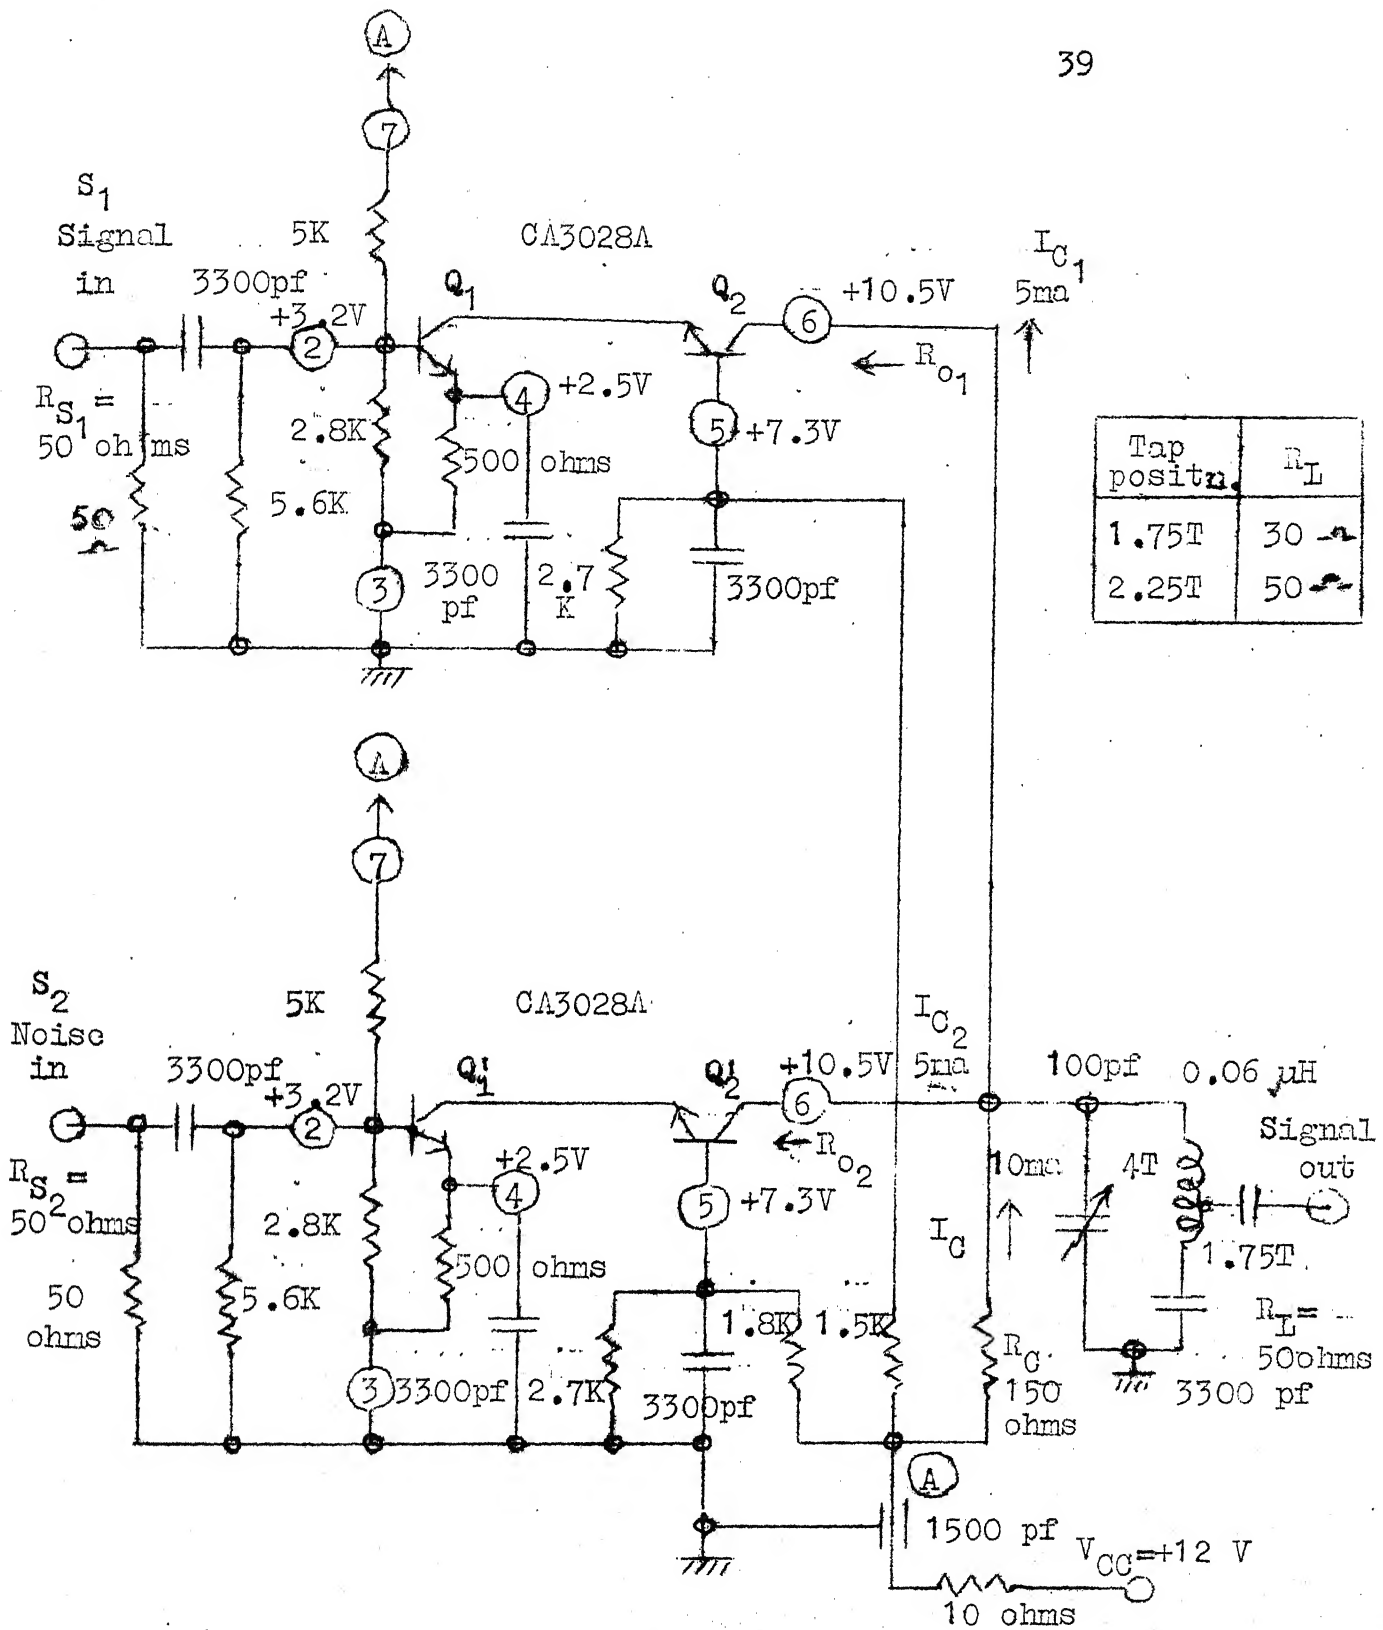 A
39
7
S1
Signal
in
5K
CA3028A
3300pf
+3.2V
2
Q1
Q2
+10.5V
6
IC1
5ma
Ro1
RS1=
50 ohms
50
Ω
2.8K
5.6K
4
+2.5V
500 ohms
5
+7.3V
Tap
positn.
RL
1.75T
30 Ω
2.25T
50 Ω
3
3300
pf
2.7
K
3300pf
A
7
S2
Noise
in
5K
CA3028A
3300pf
+3.2V
2
Q1'
Q2'
+10.5V
6
IC2
5ma
100pf
0.06 µH
Signal
out
Ro2
RS2=
50 ohms
50
ohms
2.8K
5.6K
+2.5V
4
500 ohms
5
+7.3V
10ma
IC
4T
1.75T
RL=
50ohms
3300 pf
1.8K
1.5K
RC
150
ohms
3
3300pf
2.7K
3300pf
A
1500 pf
VCC=+12 V
10 ohms